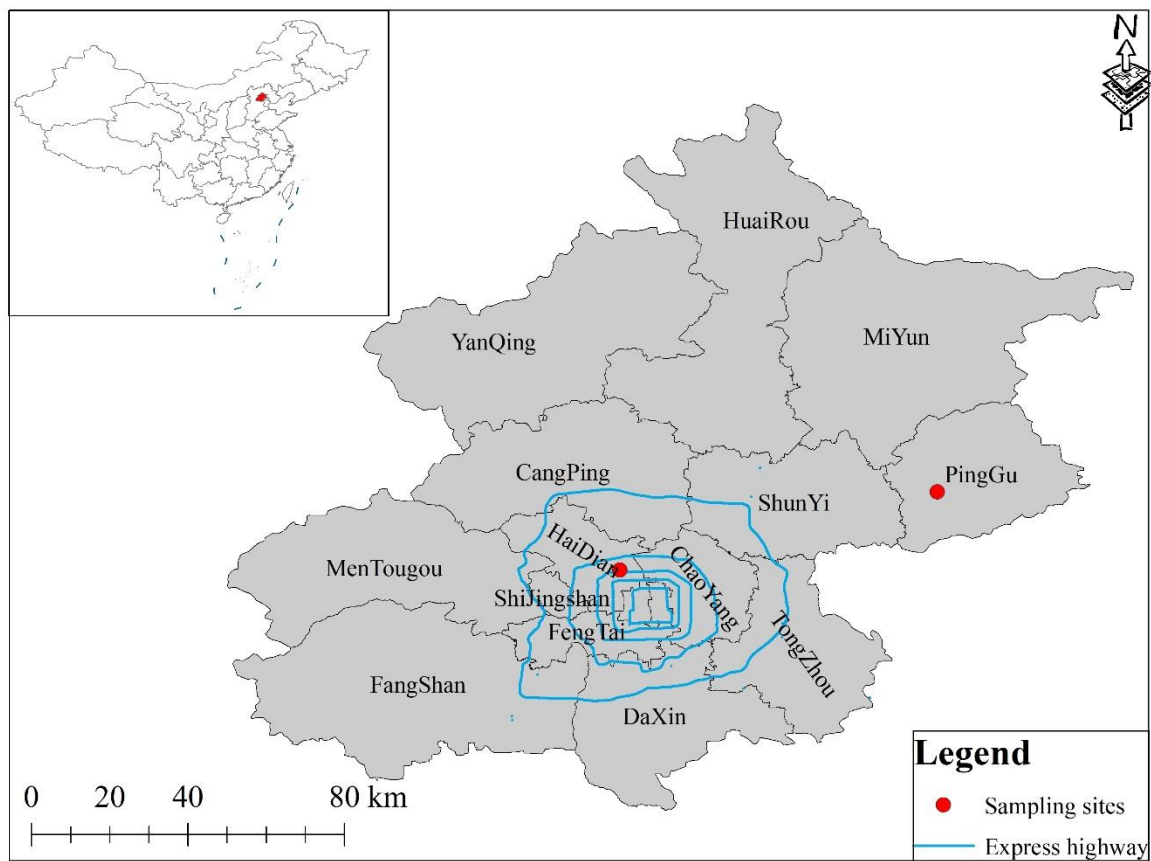 N
HuaiRou
YanQing
MiYun
CangPing
PingGu
ShunYi
HaiDian
ChaoYang
MenTougou
ShiJingshan
FengTai
TongZhou
FangShan
DaXin
Legend
0 20 40 80 km
Sampling sites
Express highway